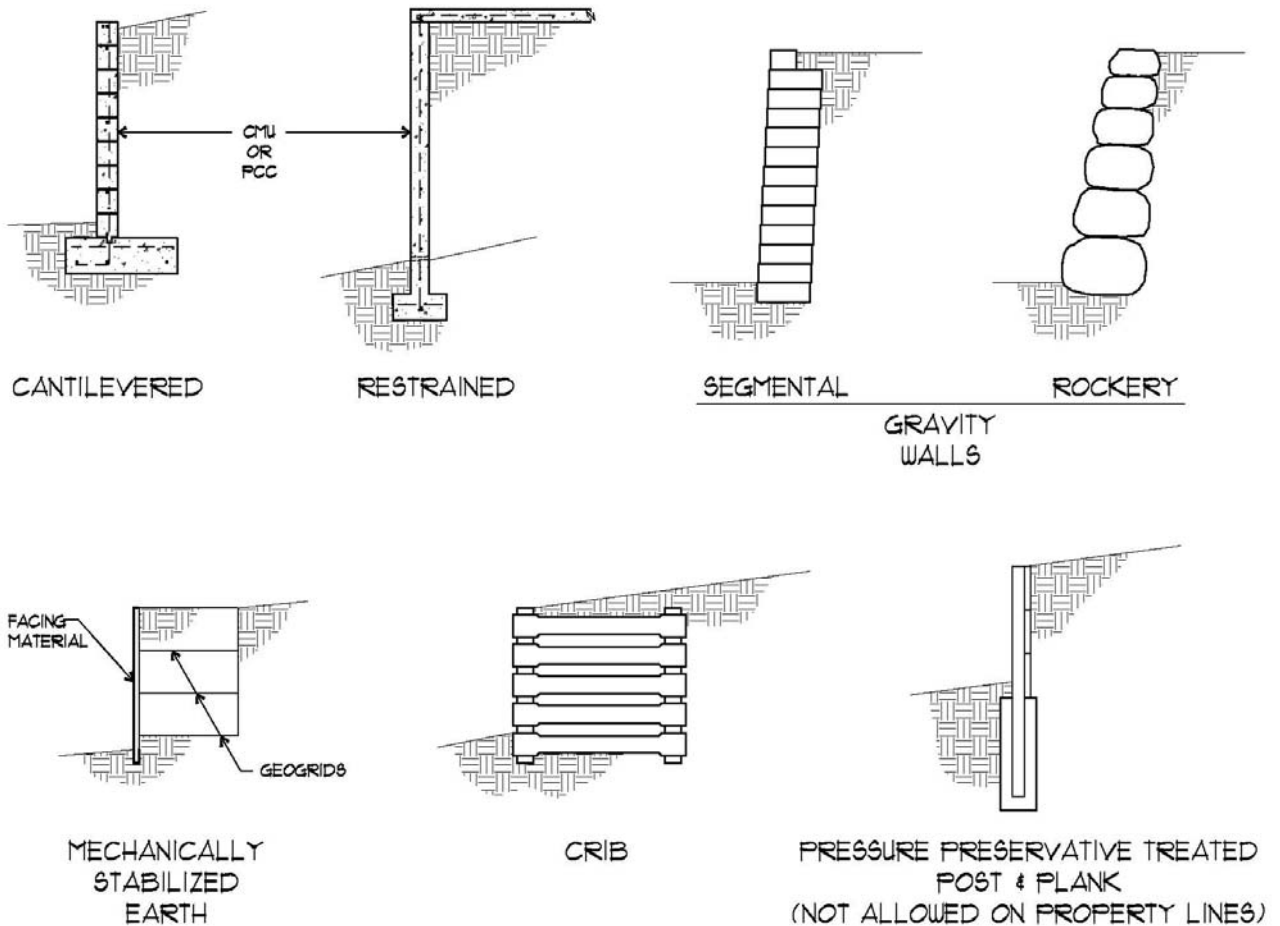 CMU
OR
PCC
CANTILEVERED
RESTRAINED
SEGMENTAL
ROCKERY
GRAVITY
WALLS
FACING
MATERIAL
GEOGRIDS
MECHANICALLY
STABILIZED
EARTH
CRIB
PRESSURE PRESERVATIVE TREATED
POST & PLANK
(NOT ALLOWED ON PROPERTY LINES)